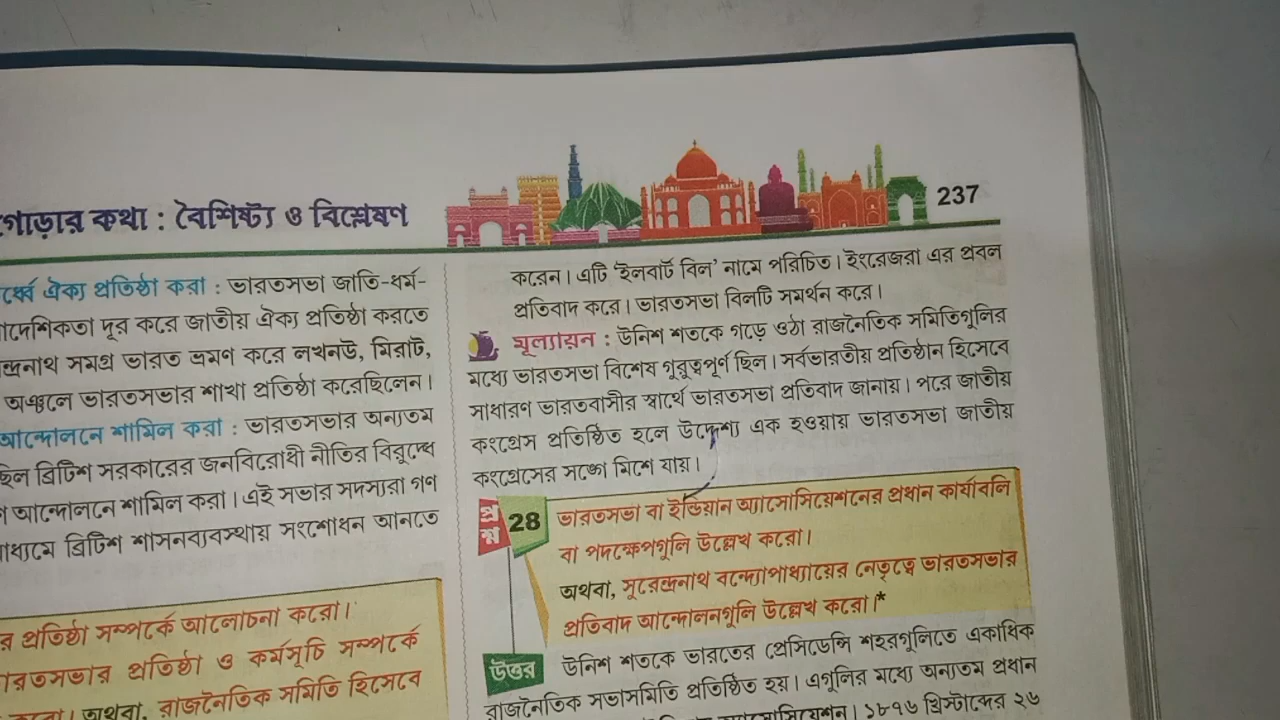 গোড়ার কথা : বৈশিষ্ট্য ও বিশ্লেষণ
237
ঐক্য প্রতিষ্ঠা করা : ভারতসভা জাতি-ধর্ম-
দূর করে জাতীয় ঐক্য প্রতিষ্ঠা করতে
সমগ্র ভারত ভ্রমণ করে লখনউ, মিরাট,
অঞ্চলে ভারতসভার শাখা প্রতিষ্ঠা করেছিলেন।
আন্দোলনে শামিল করা : ভারতসভার অন্যতম
ছিল ব্রিটিশ সরকারের জনবিরোধী নীতির বিরুদ্ধে
আন্দোলনে শামিল করা। এই সভার সদস্যরা গণ
ব্রিটিশ শাসনব্যবস্থায় সংশোধন আনতে
র প্রতিষ্ঠা সম্পর্কে আলোচনা করো।
প্রতিষ্ঠা ও কর্মসূচি সম্পর্কে
অথবা, রাজনৈতিক সমিতি হিসেবে
করেন। এটি ‘ইলবার্ট বিল’ নামে পরিচিত। ইংরেজরা এর প্রবল
প্রতিবাদ করে। ভারতসভা বিলটি সমর্থন করে।
মূল্যায়ন : উনিশ শতকে গড়ে ওঠা রাজনৈতিক সমিতিগুলির
মধ্যে ভারতসভা বিশেষ গুরুত্বপূর্ণ ছিল। সর্বভারতীয় প্রতিষ্ঠান হিসেবে
সাধারণ ভারতবাসীর স্বার্থে ভারতসভা প্রতিবাদ জানায়। পরে জাতীয়
কংগ্রেস প্রতিষ্ঠিত হলে উদ্দেশ্য এক হওয়ায় ভারতসভা জাতীয়
কংগ্রেসের সঙ্গে মিশে যায়।
প্রশ্ন 28 ভারতসভা বা ইন্ডিয়ান অ্যাসোসিয়েশনের প্রধান কার্যাবলি
বা পদক্ষেপগুলি উল্লেখ করো।
অথবা, সুরেন্দ্রনাথ বন্দ্যোপাধ্যায়ের নেতৃত্বে ভারতসভার
প্রতিবাদ আন্দোলনগুলি উল্লেখ করো।*
উত্তর উনিশ শতকে ভারতের প্রেসিডেন্সি শহরগুলিতে একাধিক
রাজনৈতিক সভাসমিতি প্রতিষ্ঠিত হয়। এগুলির মধ্যে অন্যতম প্রধান
১৮৭৬ খ্রিস্টাব্দের ২৬